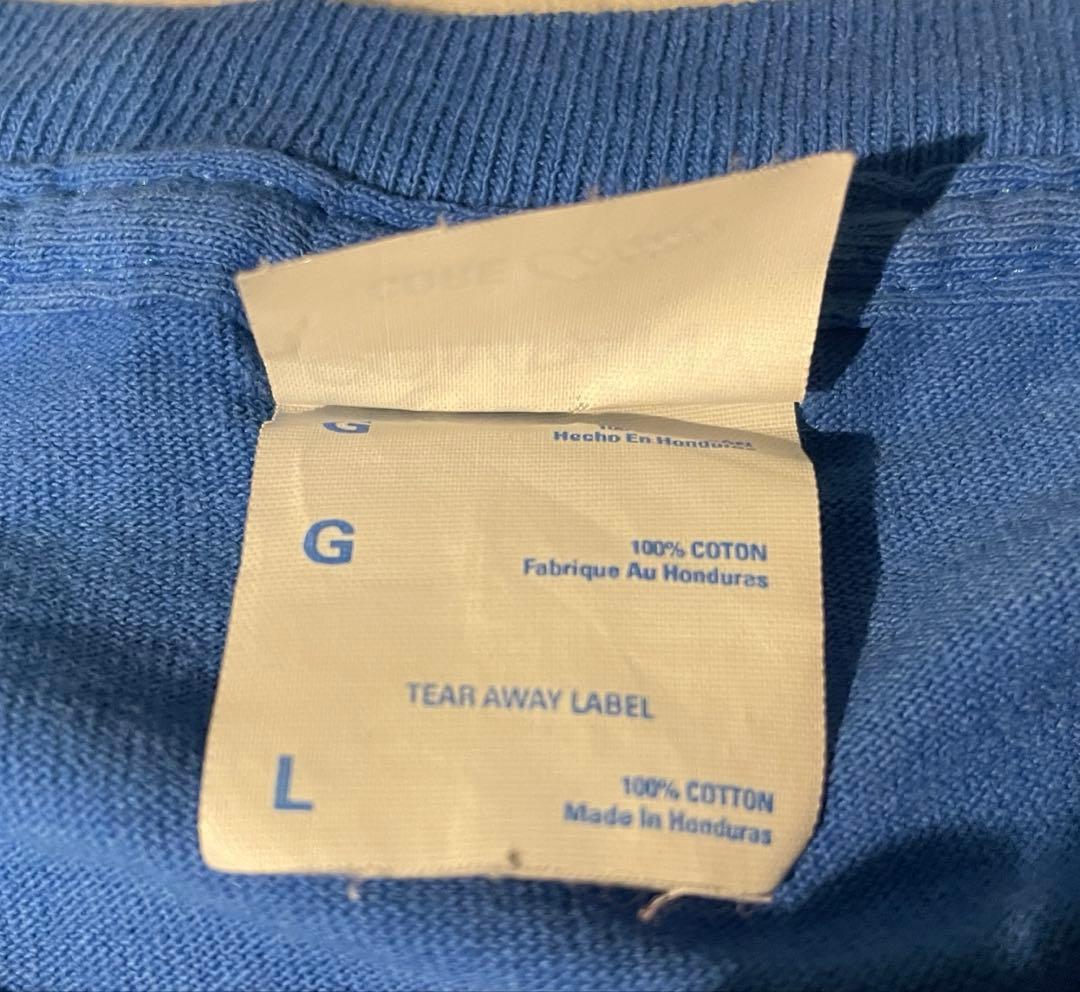 G
Hecho En Honduras
G
100% COTON
Fabrique Au Honduras
TEAR AWAY LABEL
L
100% COTTON
Made In Honduras